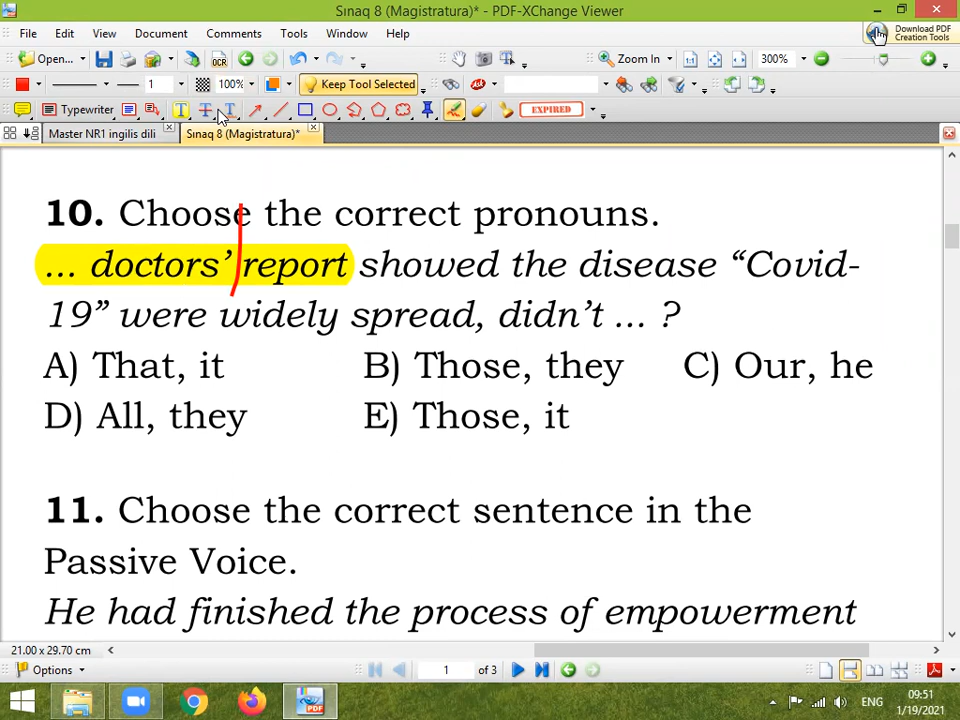 Sınaq 8 (Magistratura)* - PDF-XChange Viewer
File Edit View Document Comments Tools Window Help
Download PDF Creation Tools
Open... OCR Zoom In 300%
1 100% Keep Tool Selected
Typewriter EXPIRED
Master NR1 ingilis dili x Sınaq 8 (Magistratura)* x
10. Choose the correct pronouns.
... doctors’ report showed the disease “Covid-
19” were widely spread, didn’t ... ?
A) That, it B) Those, they C) Our, he
D) All, they E) Those, it
11. Choose the correct sentence in the
Passive Voice.
He had finished the process of empowerment
21.00 x 29.70 cm
Options 1 of 3
ENG 09:51
1/19/2021